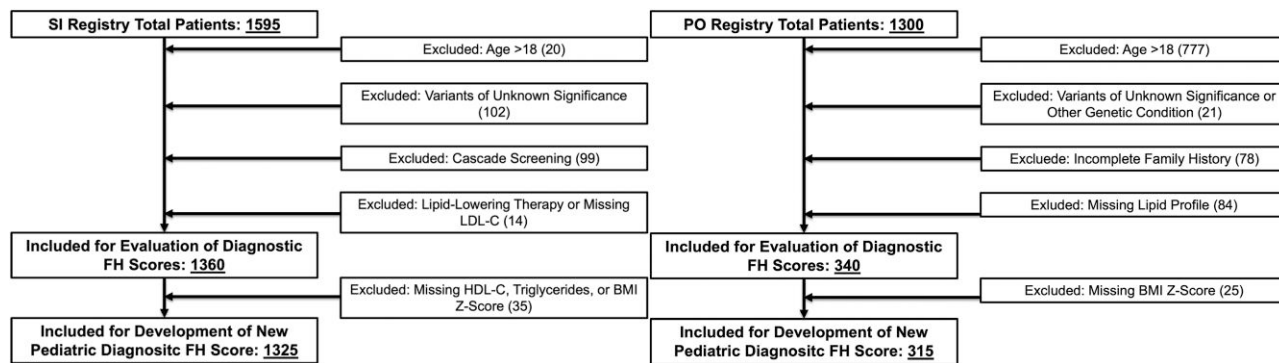 SI Registry Total Patients: 1595
Excluded: Age >18 (20)
Excluded: Variants of Unknown Significance
(102)
Excluded: Cascade Screening (99)
Excluded: Lipid-Lowering Therapy or Missing
LDL-C (14)
Included for Evaluation of Diagnostic
FH Scores: 1360
Excluded: Missing HDL-C, Triglycerides, or BMI
Z-Score (35)
Included for Development of New
Pediatric Diagnositc FH Score: 1325
PO Registry Total Patients: 1300
Excluded: Age >18 (777)
Excluded: Variants of Unknown Significance or
Other Genetic Condition (21)
Excluede: Incomplete Family History (78)
Exluded: Missing Lipid Profile (84)
Included for Evaluation of Diagnostic
FH Scores: 340
Excluded: Missing BMI Z-Score (25)
Included for Development of New
Pediatric Diagnositc FH Score: 315